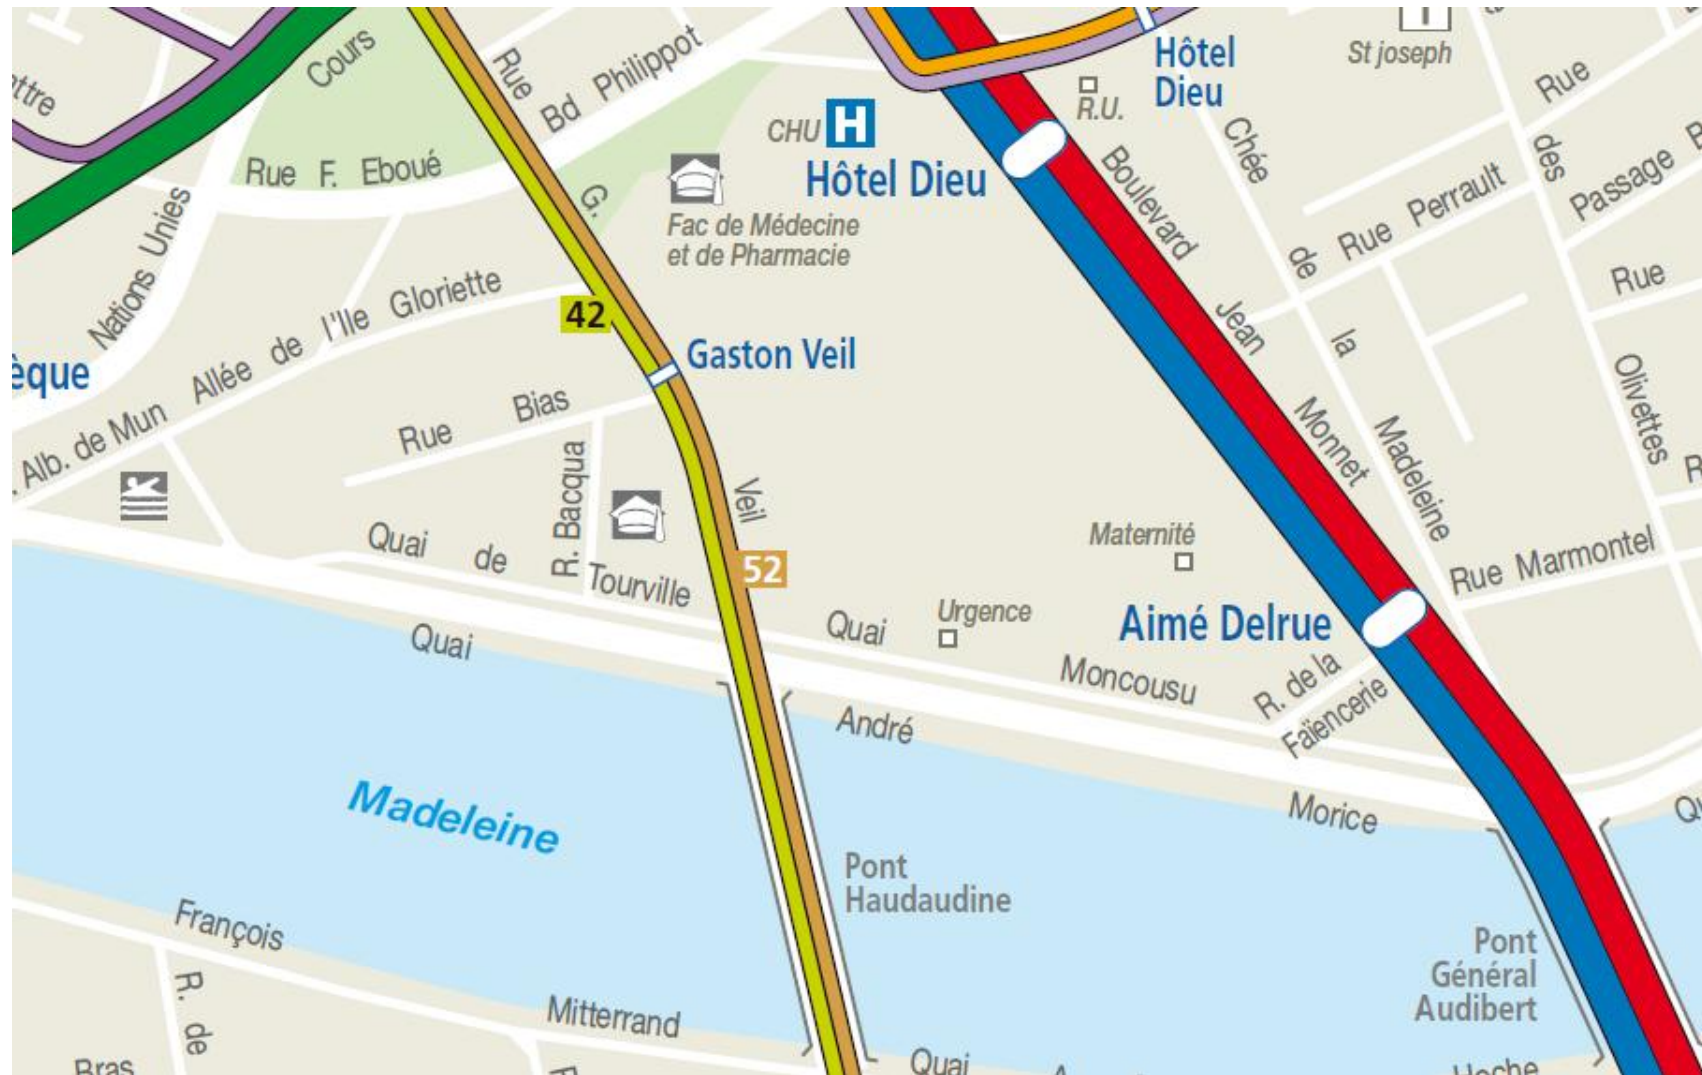 Cours
Rue
Bd Philippot
Hôtel
Dieu
St joseph
Rue
R.U.
CHU H
Hôtel Dieu
Rue F. Eboué
Nations Unies
G.
Fac de Médecine
et de Pharmacie
Boulevard
Jean
Monnet
Chée
de
la
Madeleine
Rue Perrault
des
Olivettes
Passage
Rue
Allée de l'Ile Gloriette
42
Gaston Veil
Alb. de Mun
Rue Bias
R. Bacqua
Veil
52
Quai de Tourville
Maternité
Rue Marmontel
Urgence
Aimé Delrue
Quai Moncousu
R. de la
Faïencerie
Quai André Morice
Madeleine
Pont
Haudaudine
Pont
Général
Audibert
François Mitterrand
R. de
Bras
Quai
Hoche